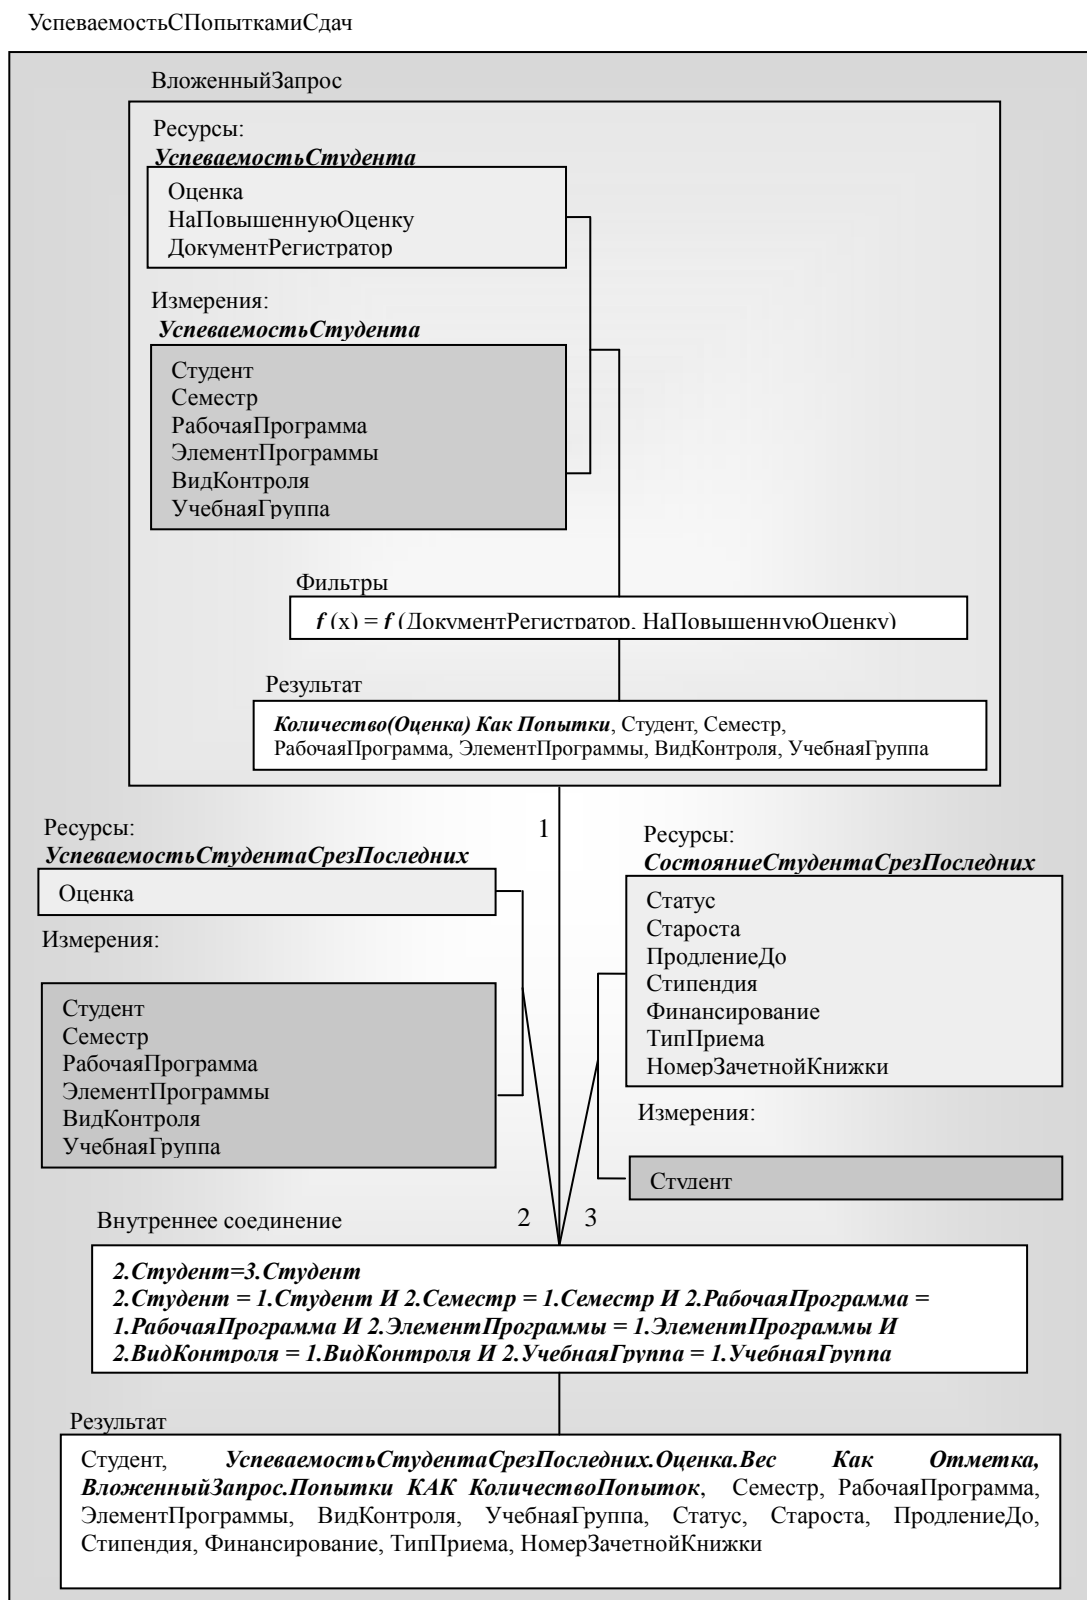 УспеваемостьСПопыткамиСдач
ВложенныйЗапрос
Ресурсы:
УспеваемостьСтудента
Оценка
НаПовышеннуюОценку
ДокументРегистратор
Измерения:
УспеваемостьСтудента
Студент
Семестр
РабочаяПрограмма
ЭлементПрограммы
ВидКонтроля
УчебнаяГруппа
Фильтры
f (x) = f (ДокументРегистратор, НаПовышеннуюОценку)
Результат
Количество(Оценка) Как Попытки, Студент, Семестр,
РабочаяПрограмма, ЭлементПрограммы, ВидКонтроля, УчебнаяГруппа
1
Ресурсы:
УспеваемостьСтудентаСрезПоследних
Оценка
Измерения:
Студент
Семестр
РабочаяПрограмма
ЭлементПрограммы
ВидКонтроля
УчебнаяГруппа
Ресурсы:
СостояниеСтудентаСрезПоследних
Статус
Староста
ПродлениеДо
Стипендия
Финансирование
ТипПриема
НомерЗачетнойКнижки
Измерения:
Студент
2 3
Внутреннее соединение
2.Студент=3.Студент
2.Студент = 1.Студент И 2.Семестр = 1.Семестр И 2.РабочаяПрограмма =
1.РабочаяПрограмма И 2.ЭлементПрограммы = 1.ЭлементПрограммы И
2.ВидКонтроля = 1.ВидКонтроля И 2.УчебнаяГруппа = 1.УчебнаяГруппа
Результат
Студент, УспеваемостьСтудентаСрезПоследних.Оценка.Вес Как Отметка,
ВложенныйЗапрос.Попытки КАК КоличествоПопыток, Семестр, РабочаяПрограмма,
ЭлементПрограммы, ВидКонтроля, УчебнаяГруппа, Статус, Староста, ПродлениеДо,
Стипендия, Финансирование, ТипПриема, НомерЗачетнойКнижки